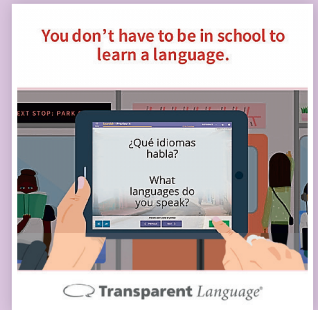 You don't have to be in school to
learn a language.
EXT STOP: PARK
¿Qué idiomas
habla?
What
languages do
you speak?
Transparent Language®